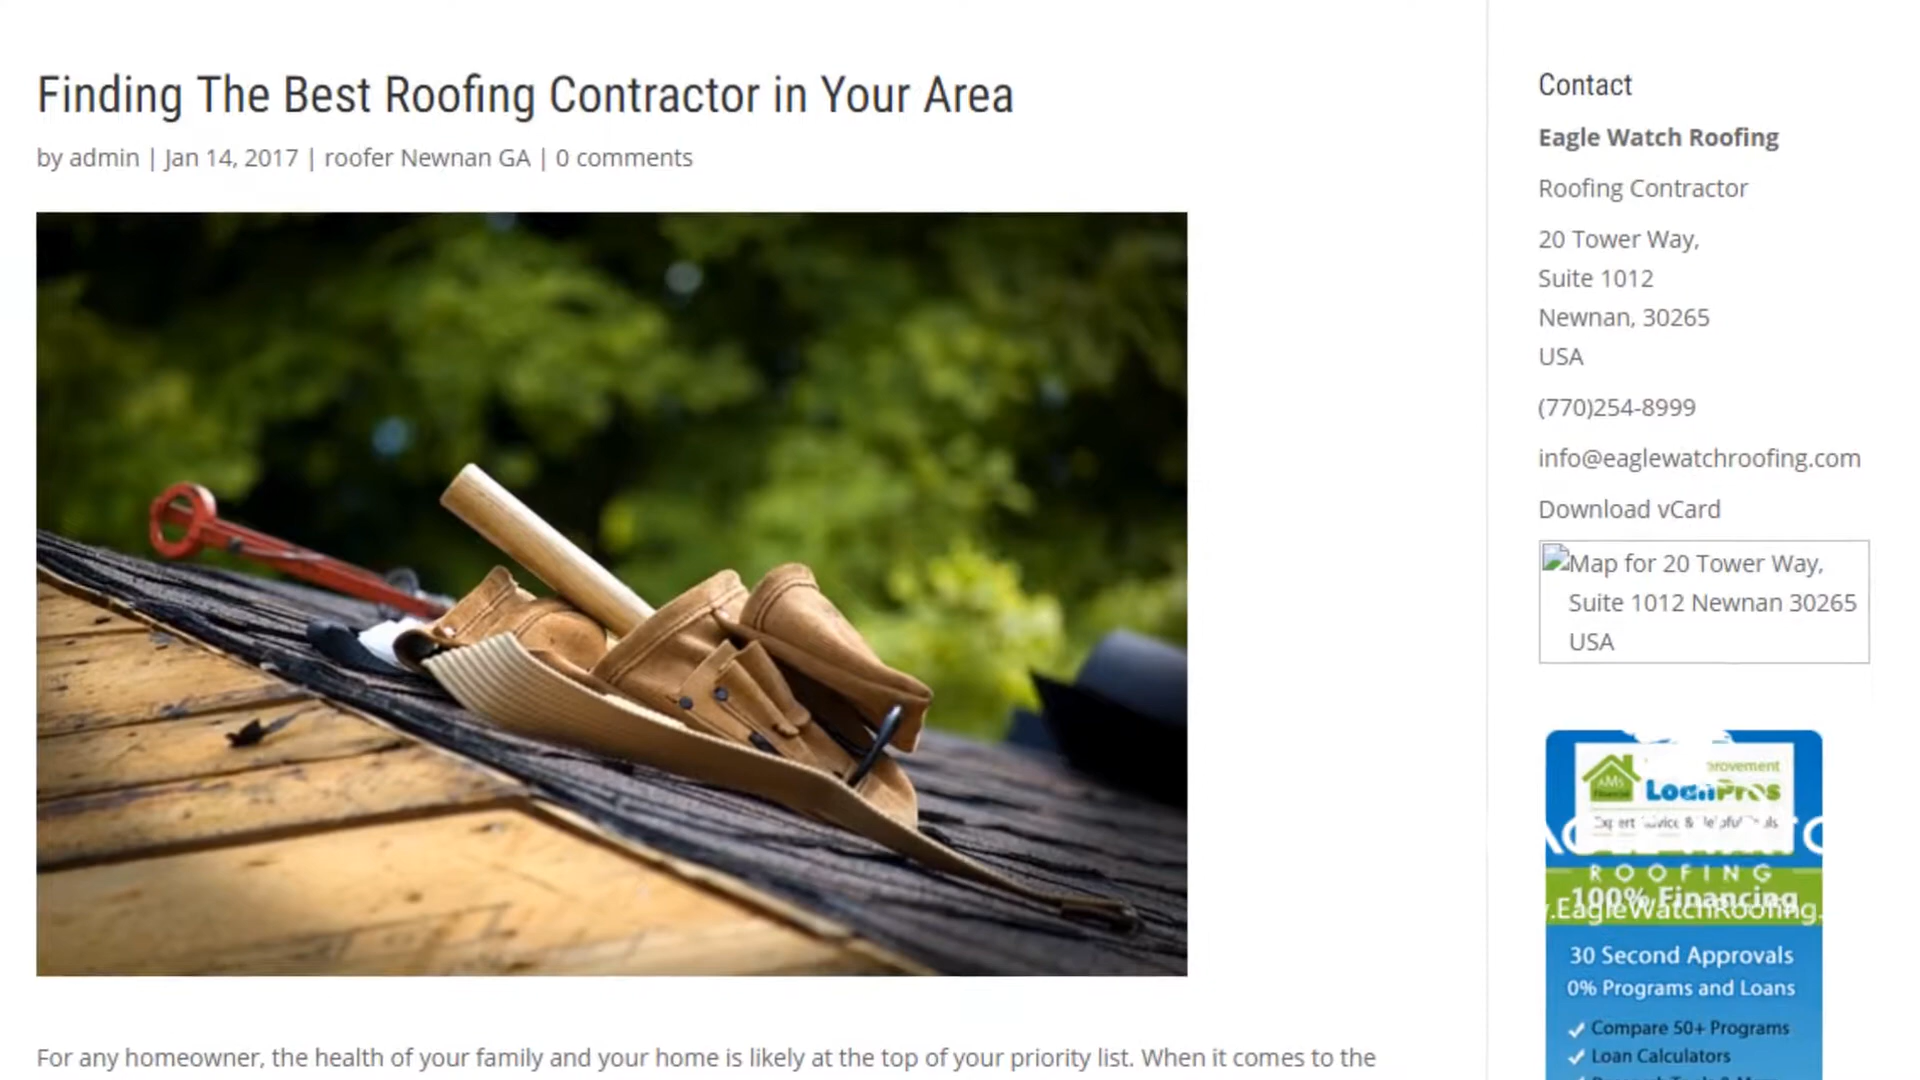 Finding The Best Roofing Contractor in Your Area
by admin | Jan 14, 2017 | roofer Newnan GA | 0 comments
For any homeowner, the health of your family and your home is likely at the top of your priority list. When it comes to the
Contact
Eagle Watch Roofing
Roofing Contractor
20 Tower Way,
Suite 1012
Newnan, 30265
USA
(770)254-8999
info@eaglewatchroofing.com
Download vCard
Map for 20 Tower Way,
Suite 1012 Newnan 30265
USA
AMS
LoanPros
ROOFING
100% Financing
.EagleWatchRoofing.
30 Second Approvals
0% Programs and Loans
Compare 50+ Programs
Loan Calculators